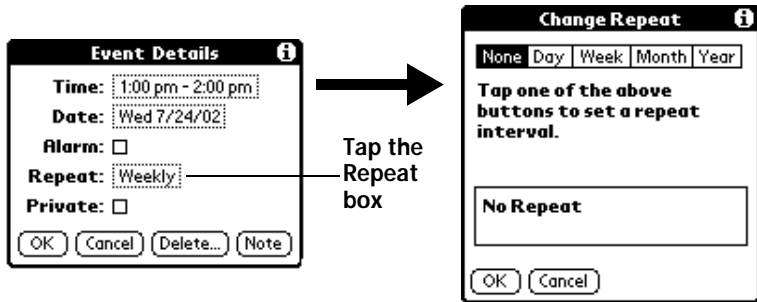 Event Details
Time: 1:00 pm - 2:00 pm
Date: Wed 7/24/02
Alarm:
Repeat: Weekly
Private:
OK Cancel Delete... Note
Tap the
Repeat
box
Change Repeat
None Day Week Month Year
Tap one of the above
buttons to set a repeat
interval.
No Repeat
OK Cancel